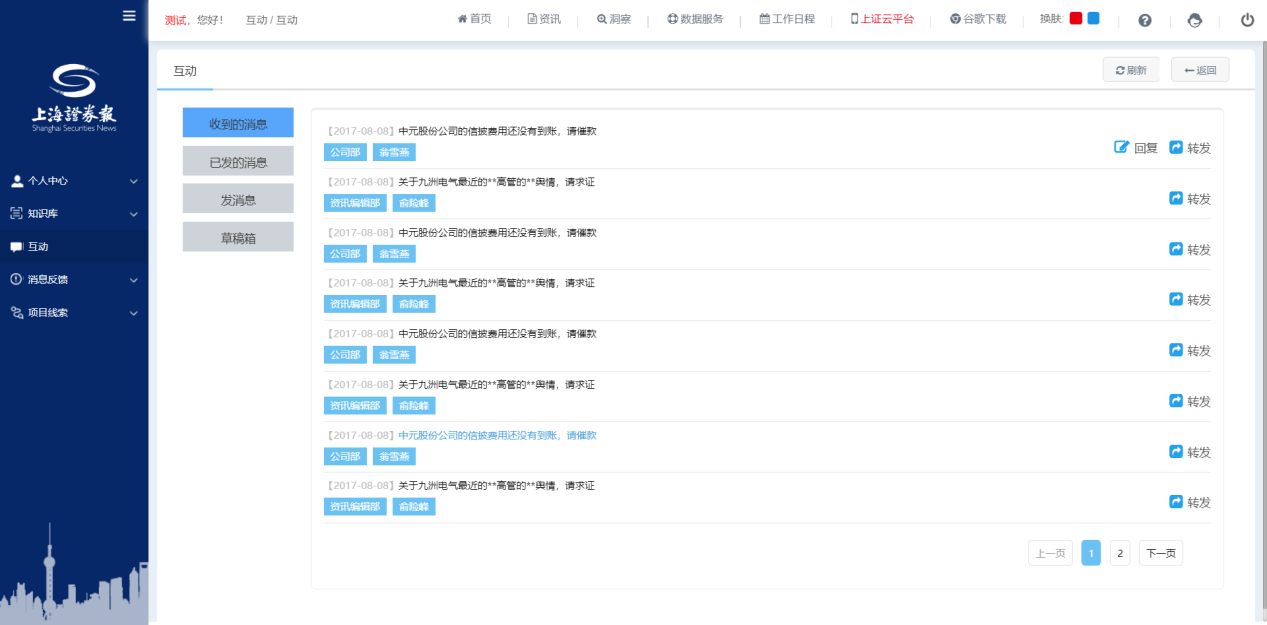 测试, 您好! 互动 / 互动 首页 资讯 洞察 数据服务 工作日程 上证云平台 谷歌下载 换肤
上海證券報
Shanghai Securities News
个人中心
知识库
互动
消息反馈
项目线索
互动 刷新 返回
收到的消息
已发的消息
发消息
草稿箱
【2017-08-08】中元股份公司的信披费用还没有到账，请催款
公司部 翁雪燕 回复 转发
【2017-08-08】关于九洲电气最近的**高管的**舆情，请求证
资讯编辑部 俞险峰 转发
【2017-08-08】中元股份公司的信披费用还没有到账，请催款
公司部 翁雪燕 转发
【2017-08-08】关于九洲电气最近的**高管的**舆情，请求证
资讯编辑部 俞险峰 转发
【2017-08-08】中元股份公司的信披费用还没有到账，请催款
公司部 翁雪燕 转发
【2017-08-08】关于九洲电气最近的**高管的**舆情，请求证
资讯编辑部 俞险峰 转发
【2017-08-08】中元股份公司的信披费用还没有到账，请催款
公司部 翁雪燕 转发
【2017-08-08】关于九洲电气最近的**高管的**舆情，请求证
资讯编辑部 俞险峰 转发
上一页 1 2 下一页